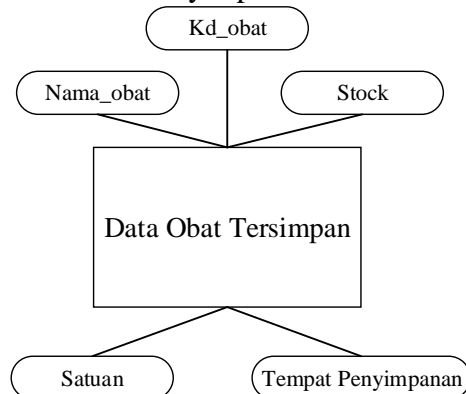 Kd_obat
Nama_obat
Stock
Data Obat Tersimpan
Satuan
Tempat Penyimpanan